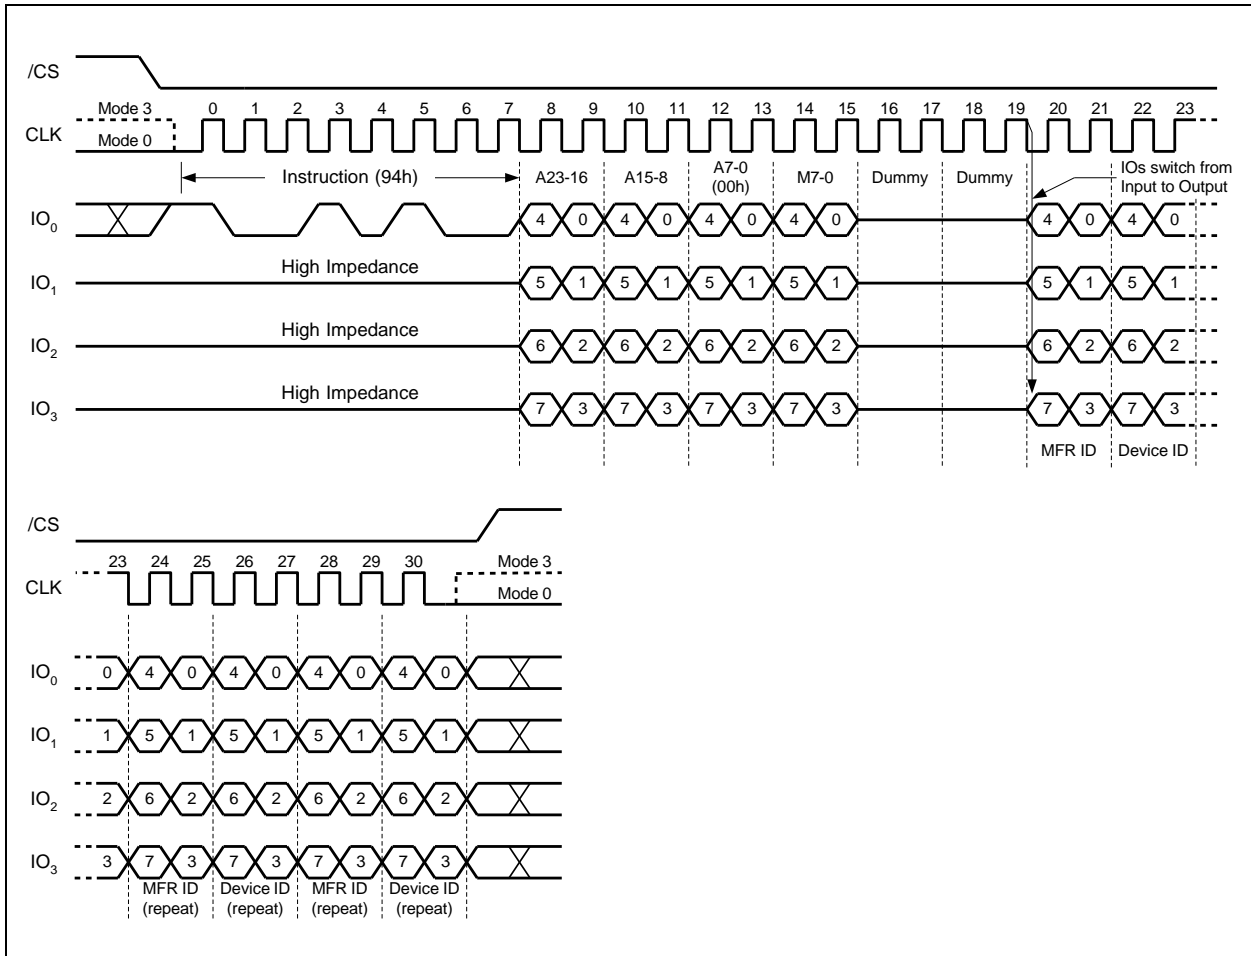 /CS
Mode 3 0 1 2 3 4 5 6 7 8 9 10 11 12 13 14 15 16 17 18 19 20 21 22 23
CLK Mode 0
Instruction (94h) A23-16 A15-8 A7-0 (00h) M7-0 Dummy Dummy IOs switch from
Input to Output
IO0 4 0 4 0 4 0 4 0 4 0 4 0
High Impedance
IO1 5 1 5 1 5 1 5 1 5 1 5 1
High Impedance
IO2 6 2 6 2 6 2 6 2 6 2 6 2
High Impedance
IO3 7 3 7 3 7 3 7 3 7 3 7 3
MFR ID Device ID
/CS
23 24 25 26 27 28 29 30 Mode 3
CLK Mode 0
IO0 0 4 0 4 0 4 0 4 0
IO1 1 5 1 5 1 5 1 5 1
IO2 2 6 2 6 2 6 2 6 2
IO3 3 7 3 7 3 7 3 7 3
MFR ID Device ID MFR ID Device ID
(repeat) (repeat) (repeat) (repeat)